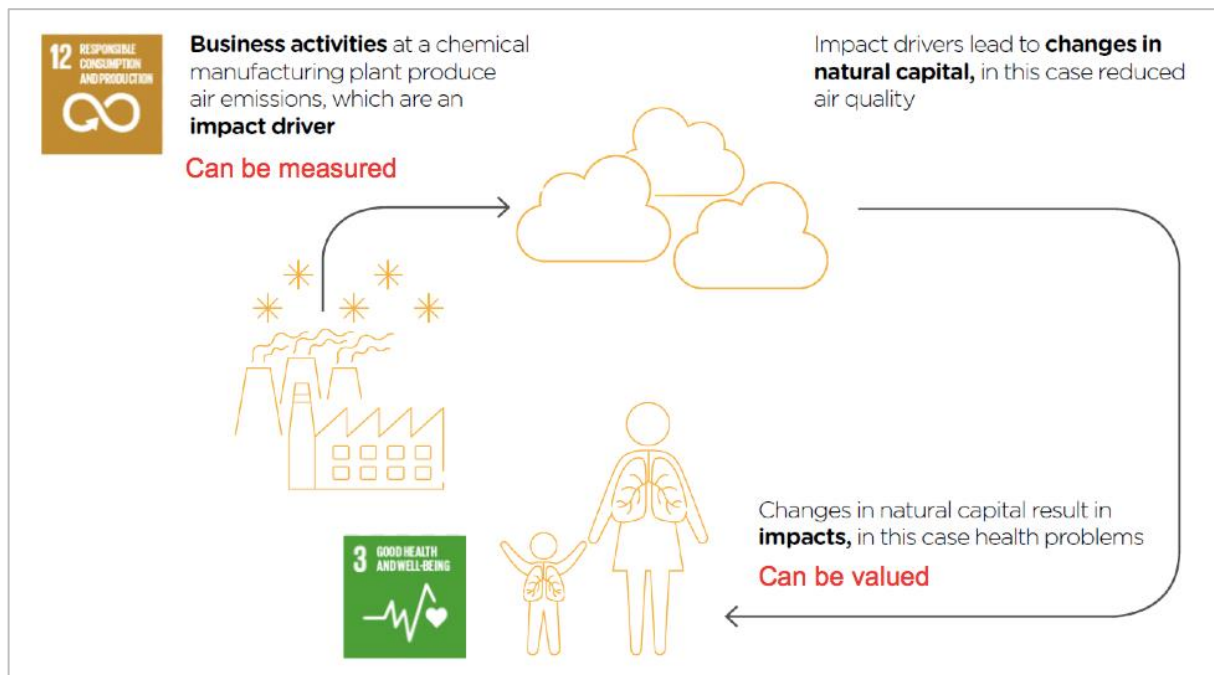 12 RESPONSIBLE
CONSUMPTION
AND PRODUCTION
Business activities at a chemical
manufacturing plant produce
air emissions, which are an
impact driver
Can be measured
Impact drivers lead to changes in
natural capital, in this case reduced
air quality
Changes in natural capital result in
impacts, in this case health problems
Can be valued
3 GOOD HEALTH
AND WELL-BEING